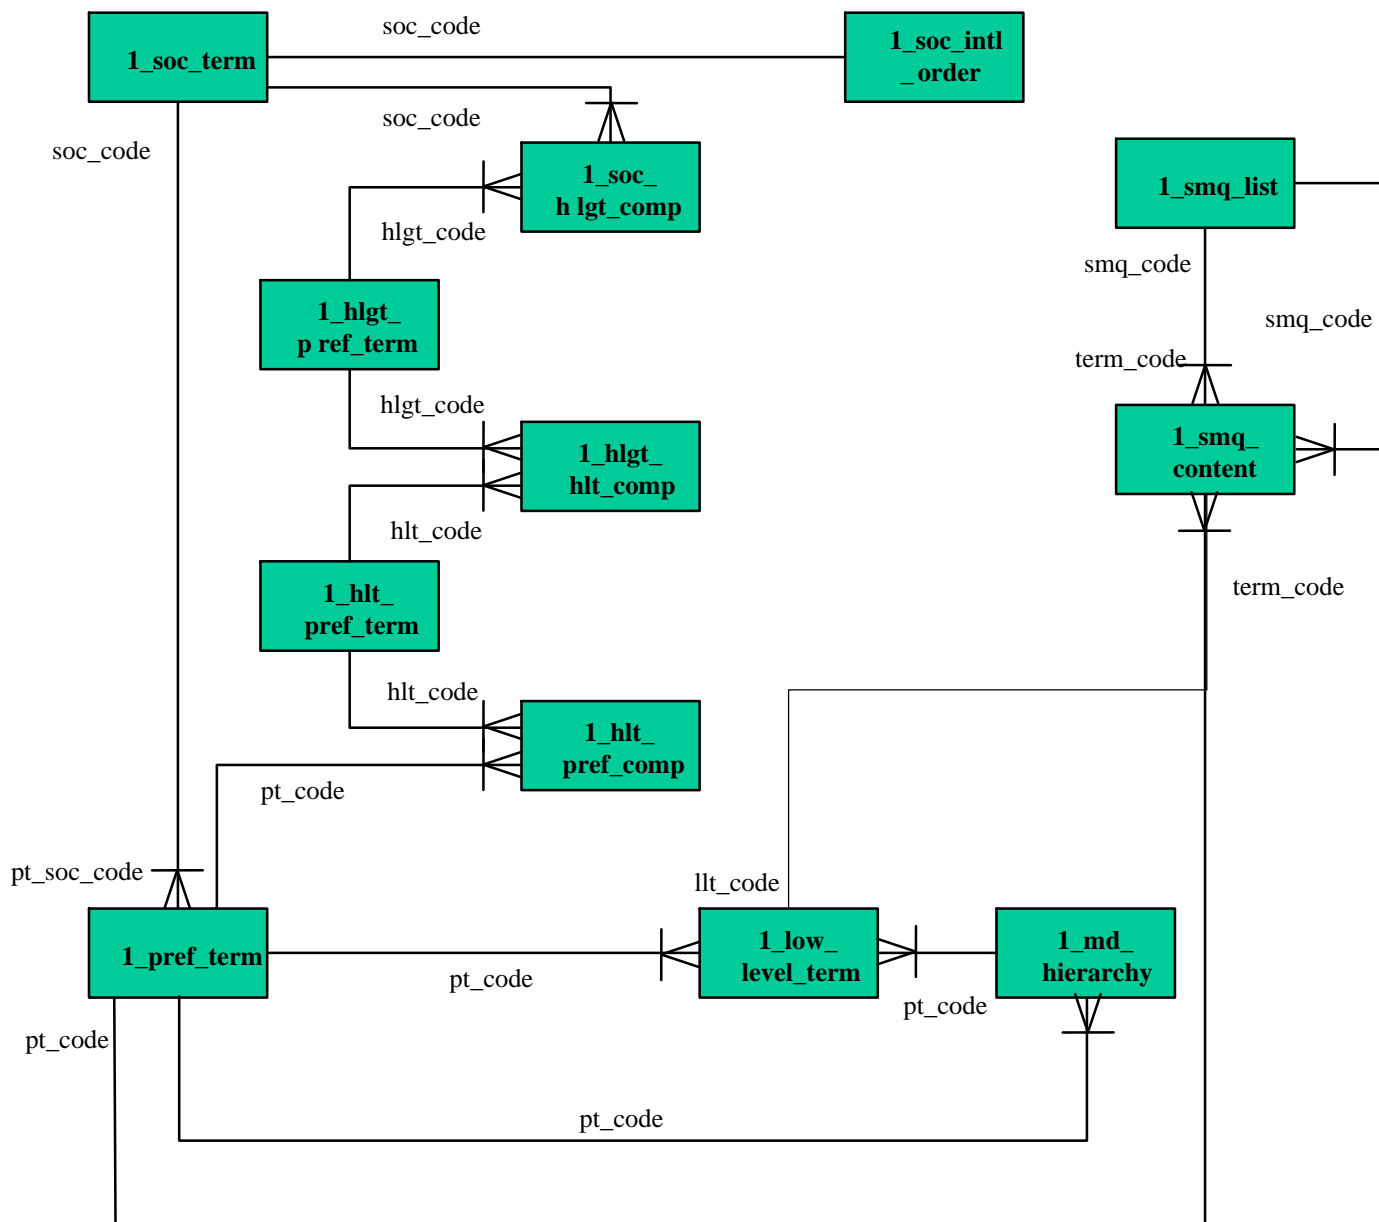 soc_code
1_soc_term
1_soc_intl
_ order
soc_code
soc_code
1_soc_
h lgt_comp
1_smq_list
hlgt_code
smq_code
1_hlgt_
p ref_term
smq_code
term_code
hlgt_code
1_hlgt_
hlt_comp
1_smq_
content
hlt_code
1_hlt_
pref_term
term_code
hlt_code
1_hlt_
pref_comp
pt_code
pt_soc_code
llt_code
1_pref_term
1_low_
level_term
1_md_
hierarchy
pt_code
pt_code
pt_code
pt_code